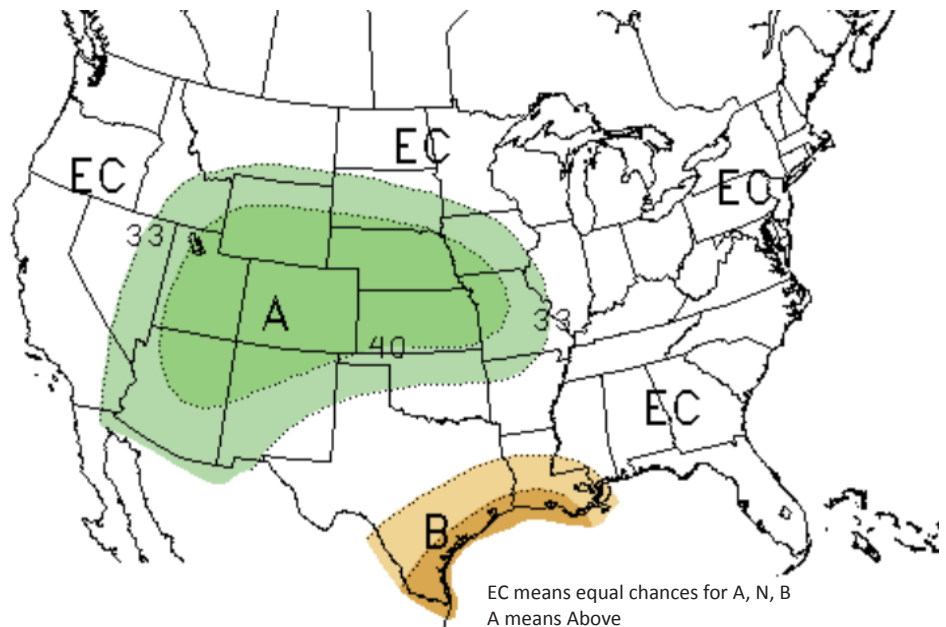 EC
EC
EC
33
A
33
40
EC
B
EC means equal chances for A, N, B
A means Above